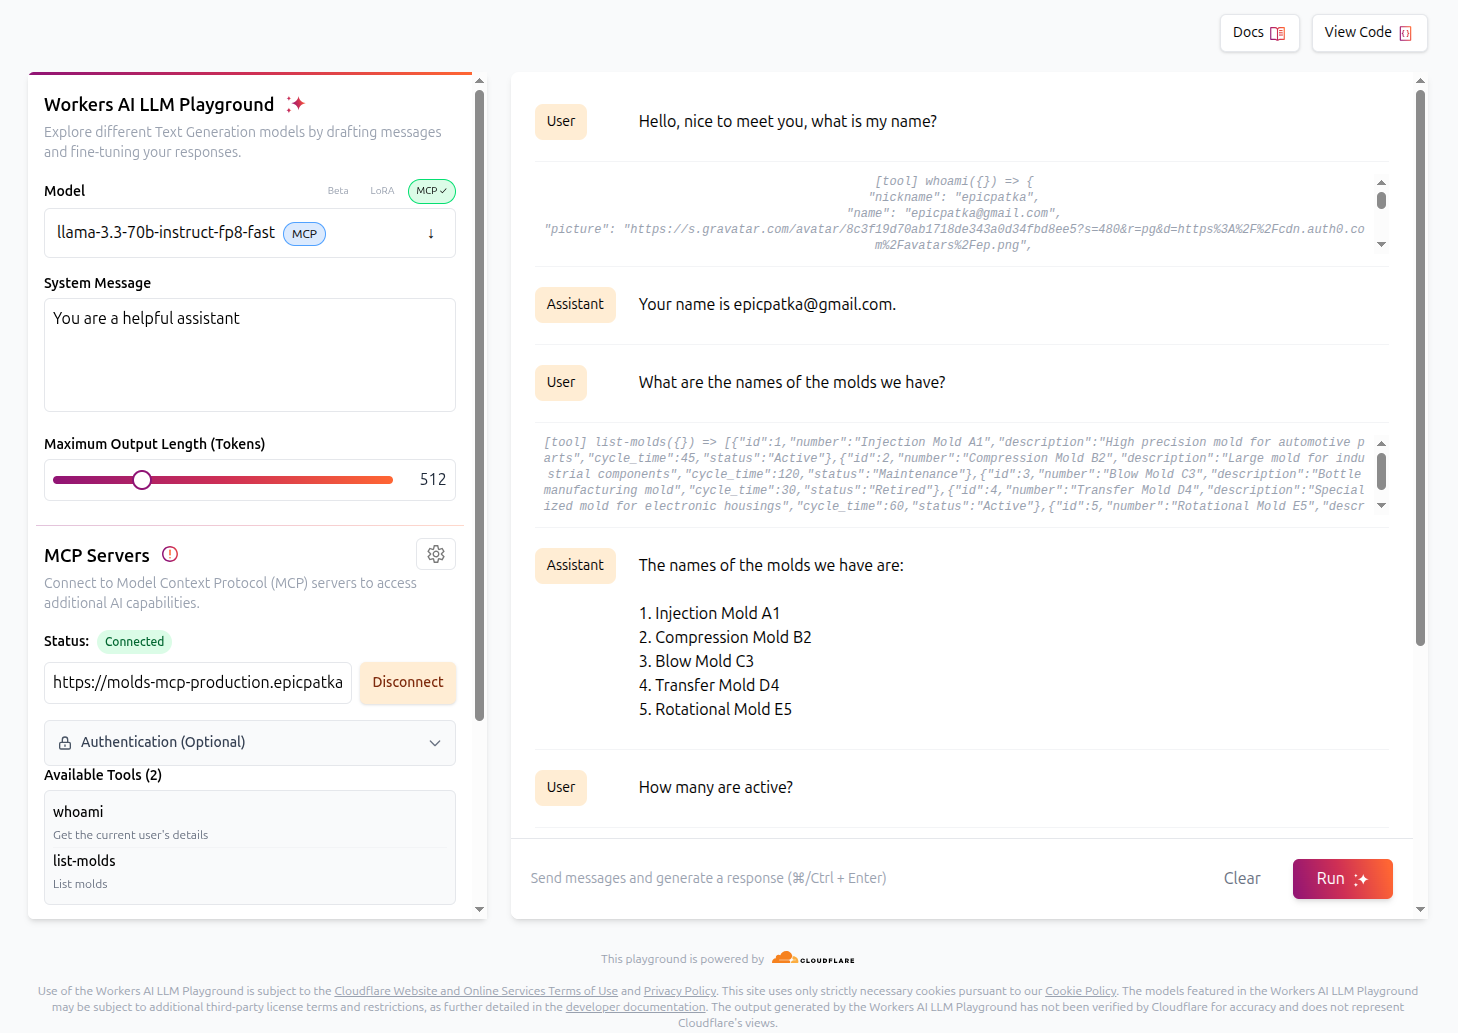 Docs
View Code
Workers AI LLM Playground
Explore different Text Generation models by drafting messages
and fine-tuning your responses.
Model
Beta
LoRA
MCP ✓
llama-3.3-70b-instruct-fp8-fast MCP ↓
System Message
You are a helpful assistant
Maximum Output Length (Tokens)
512
MCP Servers
Connect to Model Context Protocol (MCP) servers to access
additional AI capabilities.
Status: Connected
https://molds-mcp-production.epicpatka
Disconnect
Authentication (Optional)
Available Tools (2)
whoami
Get the current user's details
list-molds
List molds
User
Hello, nice to meet you, what is my name?
[tool] whoami({}) => {
"nickname": "epicpatka",
"name": "epicpatka@gmail.com",
"picture": "https://s.gravatar.com/avatar/8c3f19d70ab1718de343a0d34fbd8ee5?s=480&r=pg&d=https%3A%2F%2Fcdn.auth0.co
m%2Favatars%2Fep.png",
Assistant
Your name is epicpatka@gmail.com.
User
What are the names of the molds we have?
[tool] list-molds({}) => [{"id":1,"number":"Injection Mold A1","description":"High precision mold for automotive p
arts","cycle_time":45,"status":"Active"},{"id":2,"number":"Compression Mold B2","description":"Large mold for indu
strial components","cycle_time":120,"status":"Maintenance"},{"id":3,"number":"Blow Mold C3","description":"Bottle
manufacturing mold","cycle_time":30,"status":"Retired"},{"id":4,"number":"Transfer Mold D4","description":"Special
ized mold for electronic housings","cycle_time":60,"status":"Active"},{"id":5,"number":"Rotational Mold E5","descr
Assistant
The names of the molds we have are:
1. Injection Mold A1
2. Compression Mold B2
3. Blow Mold C3
4. Transfer Mold D4
5. Rotational Mold E5
User
How many are active?
Send messages and generate a response (⌘/Ctrl + Enter)
Clear
Run
This playground is powered by CLOUDFLARE
Use of the Workers AI LLM Playground is subject to the Cloudflare Website and Online Services Terms of Use and Privacy Policy. This site uses only strictly necessary cookies pursuant to our Cookie Policy. The models featured in the Workers AI LLM Playground
may be subject to additional third-party license terms and restrictions, as further detailed in the developer documentation. The output generated by the Workers AI LLM Playground has not been verified by Cloudflare for accuracy and does not represent
Cloudflare's views.